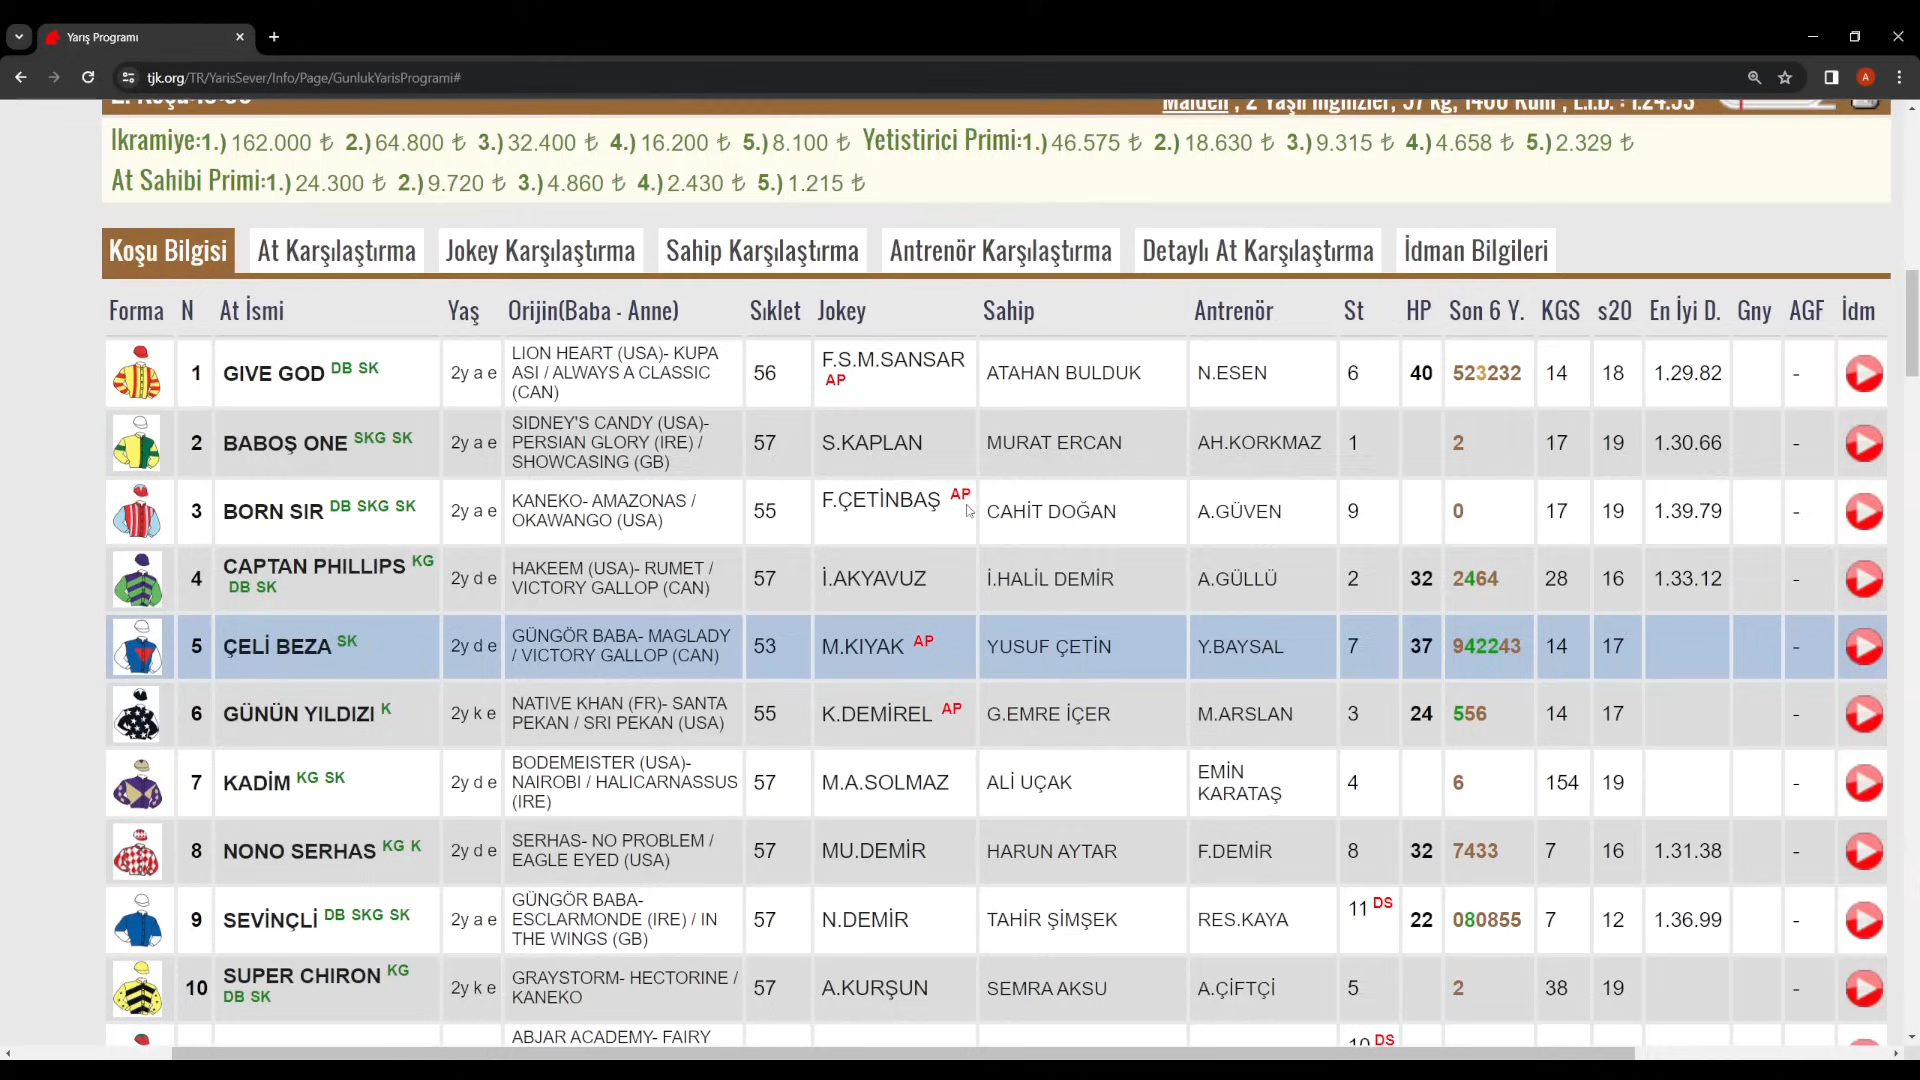 Yarış Programı
tjk.org/TR/YarisSever/Info/Page/GunlukYarisProgrami#
A
Maiden , 2 Yaşlı İngilizler, 57 kg, 1400 Kum , E.İ.D. : 1.24.53
Ikramiye:1.) 162.000 ₺ 2.) 64.800 ₺ 3.) 32.400 ₺ 4.) 16.200 ₺ 5.) 8.100 ₺ Yetistirici Primi:1.) 46.575 ₺ 2.) 18.630 ₺ 3.) 9.315 ₺ 4.) 4.658 ₺ 5.) 2.329 ₺
At Sahibi Primi:1.) 24.300 ₺ 2.) 9.720 ₺ 3.) 4.860 ₺ 4.) 2.430 ₺ 5.) 1.215 ₺
Koşu Bilgisi At Karşılaştırma Jokey Karşılaştırma Sahip Karşılaştırma Antrenör Karşılaştırma Detaylı At Karşılaştırma İdman Bilgileri
Forma N At İsmi Yaş Orijin(Baba - Anne) Sıklet Jokey Sahip Antrenör St HP Son 6 Y. KGS s20 En İyi D. Gny AGF İdm
1 GIVE GOD DB SK 2y a e LION HEART (USA)- KUPA ASI / ALWAYS A CLASSIC (CAN) 56 F.S.M.SANSAR AP ATAHAN BULDUK N.ESEN 6 40 523232 14 18 1.29.82 -
2 BABOŞ ONE SKG SK 2y a e SIDNEY'S CANDY (USA)- PERSIAN GLORY (IRE) / SHOWCASING (GB) 57 S.KAPLAN MURAT ERCAN AH.KORKMAZ 1 2 17 19 1.30.66 -
3 BORN SIR DB SKG SK 2y a e KANEKO- AMAZONAS / OKAWANGO (USA) 55 F.ÇETİNBAŞ AP CAHİT DOĞAN A.GÜVEN 9 0 17 19 1.39.79 -
4 CAPTAN PHILLIPS KG DB SK 2y d e HAKEEM (USA)- RUMET / VICTORY GALLOP (CAN) 57 İ.AKYAVUZ İ.HALİL DEMİR A.GÜLLÜ 2 32 2464 28 16 1.33.12 -
5 ÇELİ BEZA SK 2y d e GÜNGÖR BABA- MAGLADY / VICTORY GALLOP (CAN) 53 M.KIYAK AP YUSUF ÇETİN Y.BAYSAL 7 37 942243 14 17 -
6 GÜNÜN YILDIZI K 2y k e NATIVE KHAN (FR)- SANTA PEKAN / SRI PEKAN (USA) 55 K.DEMİREL AP G.EMRE İÇER M.ARSLAN 3 24 556 14 17 -
7 KADİM KG SK 2y d e BODEMEISTER (USA)- NAIROBI / HALICARNASSUS (IRE) 57 M.A.SOLMAZ ALİ UÇAK EMİN KARATAŞ 4 6 154 19 -
8 NONO SERHAS KG K 2y d e SERHAS- NO PROBLEM / EAGLE EYED (USA) 57 MU.DEMİR HARUN AYTAR F.DEMİR 8 32 7433 7 16 1.31.38 -
9 SEVİNÇLİ DB SKG SK 2y a e GÜNGÖR BABA- ESCLARMONDE (IRE) / IN THE WINGS (GB) 57 N.DEMİR TAHİR ŞİMŞEK RES.KAYA 11 DS 22 080855 7 12 1.36.99 -
10 SUPER CHIRON KG DB SK 2y k e GRAYSTORM- HECTORINE / KANEKO 57 A.KURŞUN SEMRA AKSU A.ÇİFTÇİ 5 2 38 19 -
ABJAR ACADEMY- FAIRY 10 DS